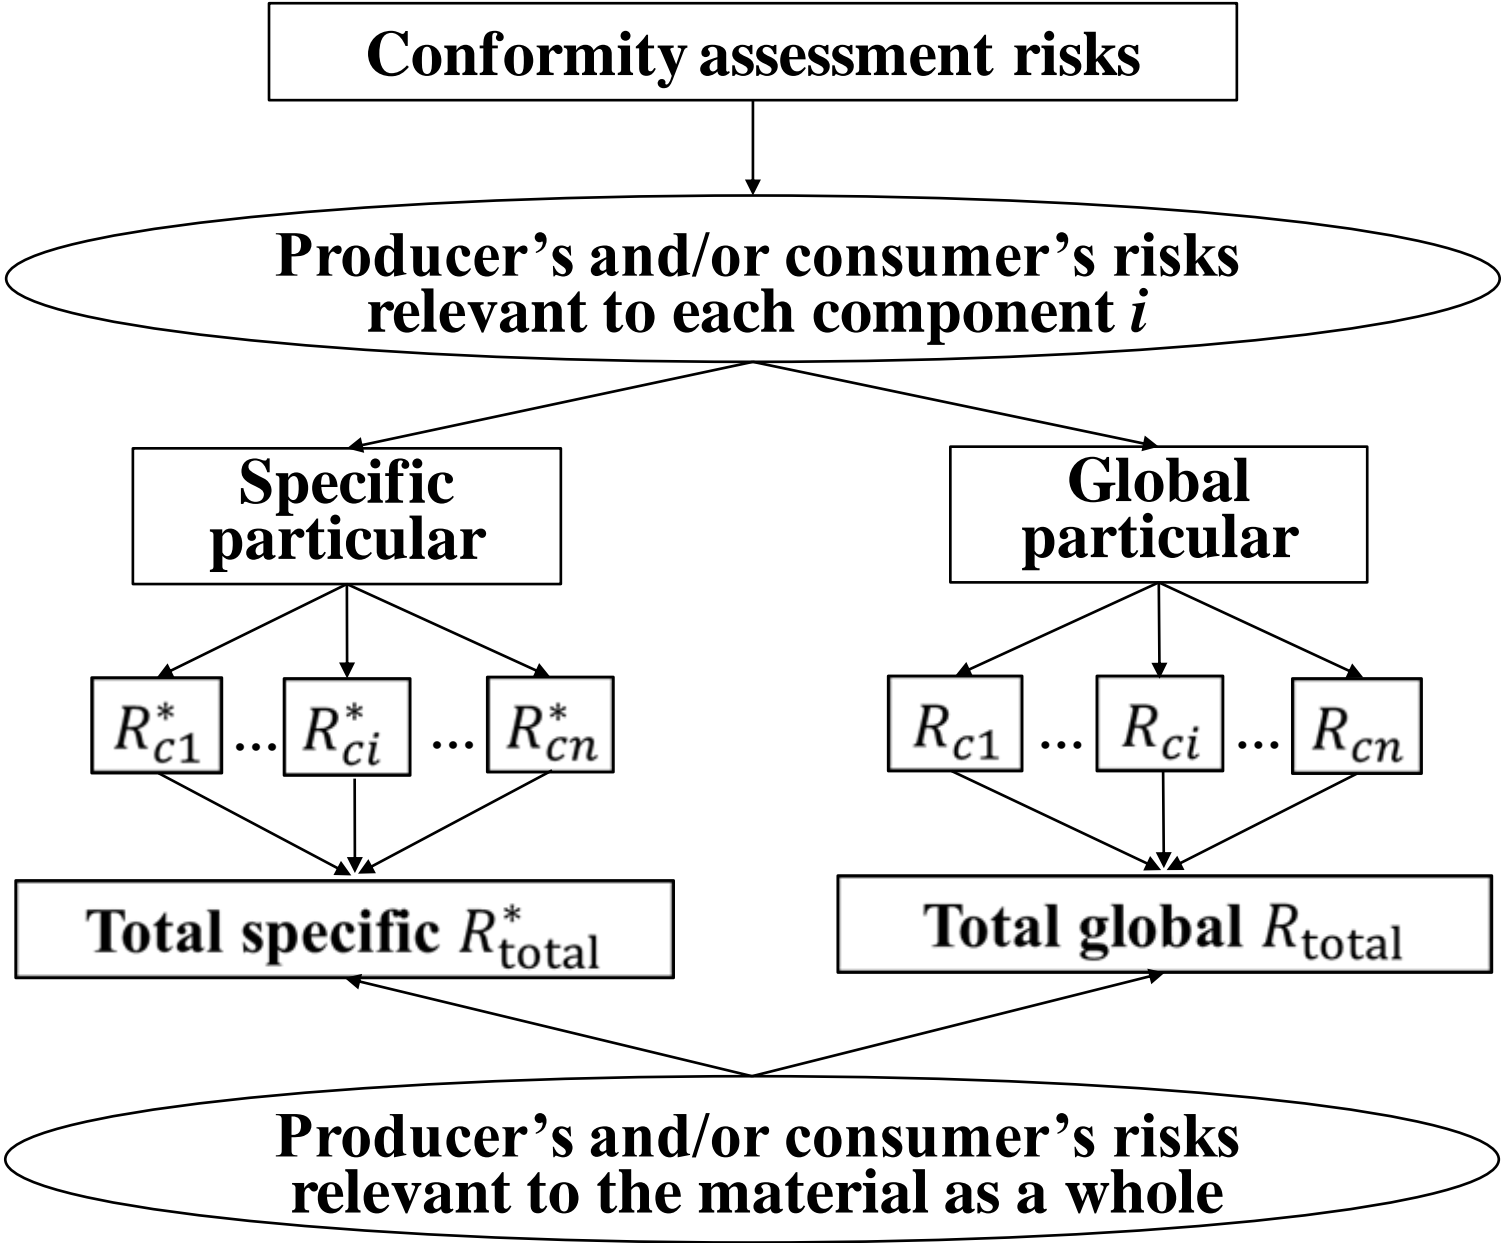 Conformity assessment risks
Producer’s and/or consumer’s risks
relevant to each component i
Specific
particular
Global
particular
R*c1 ... R*ci ... R*cn
Rc1 ... Rci ... Rcn
Total specific R*total
Total global Rtotal
Producer’s and/or consumer’s risks
relevant to the material as a whole